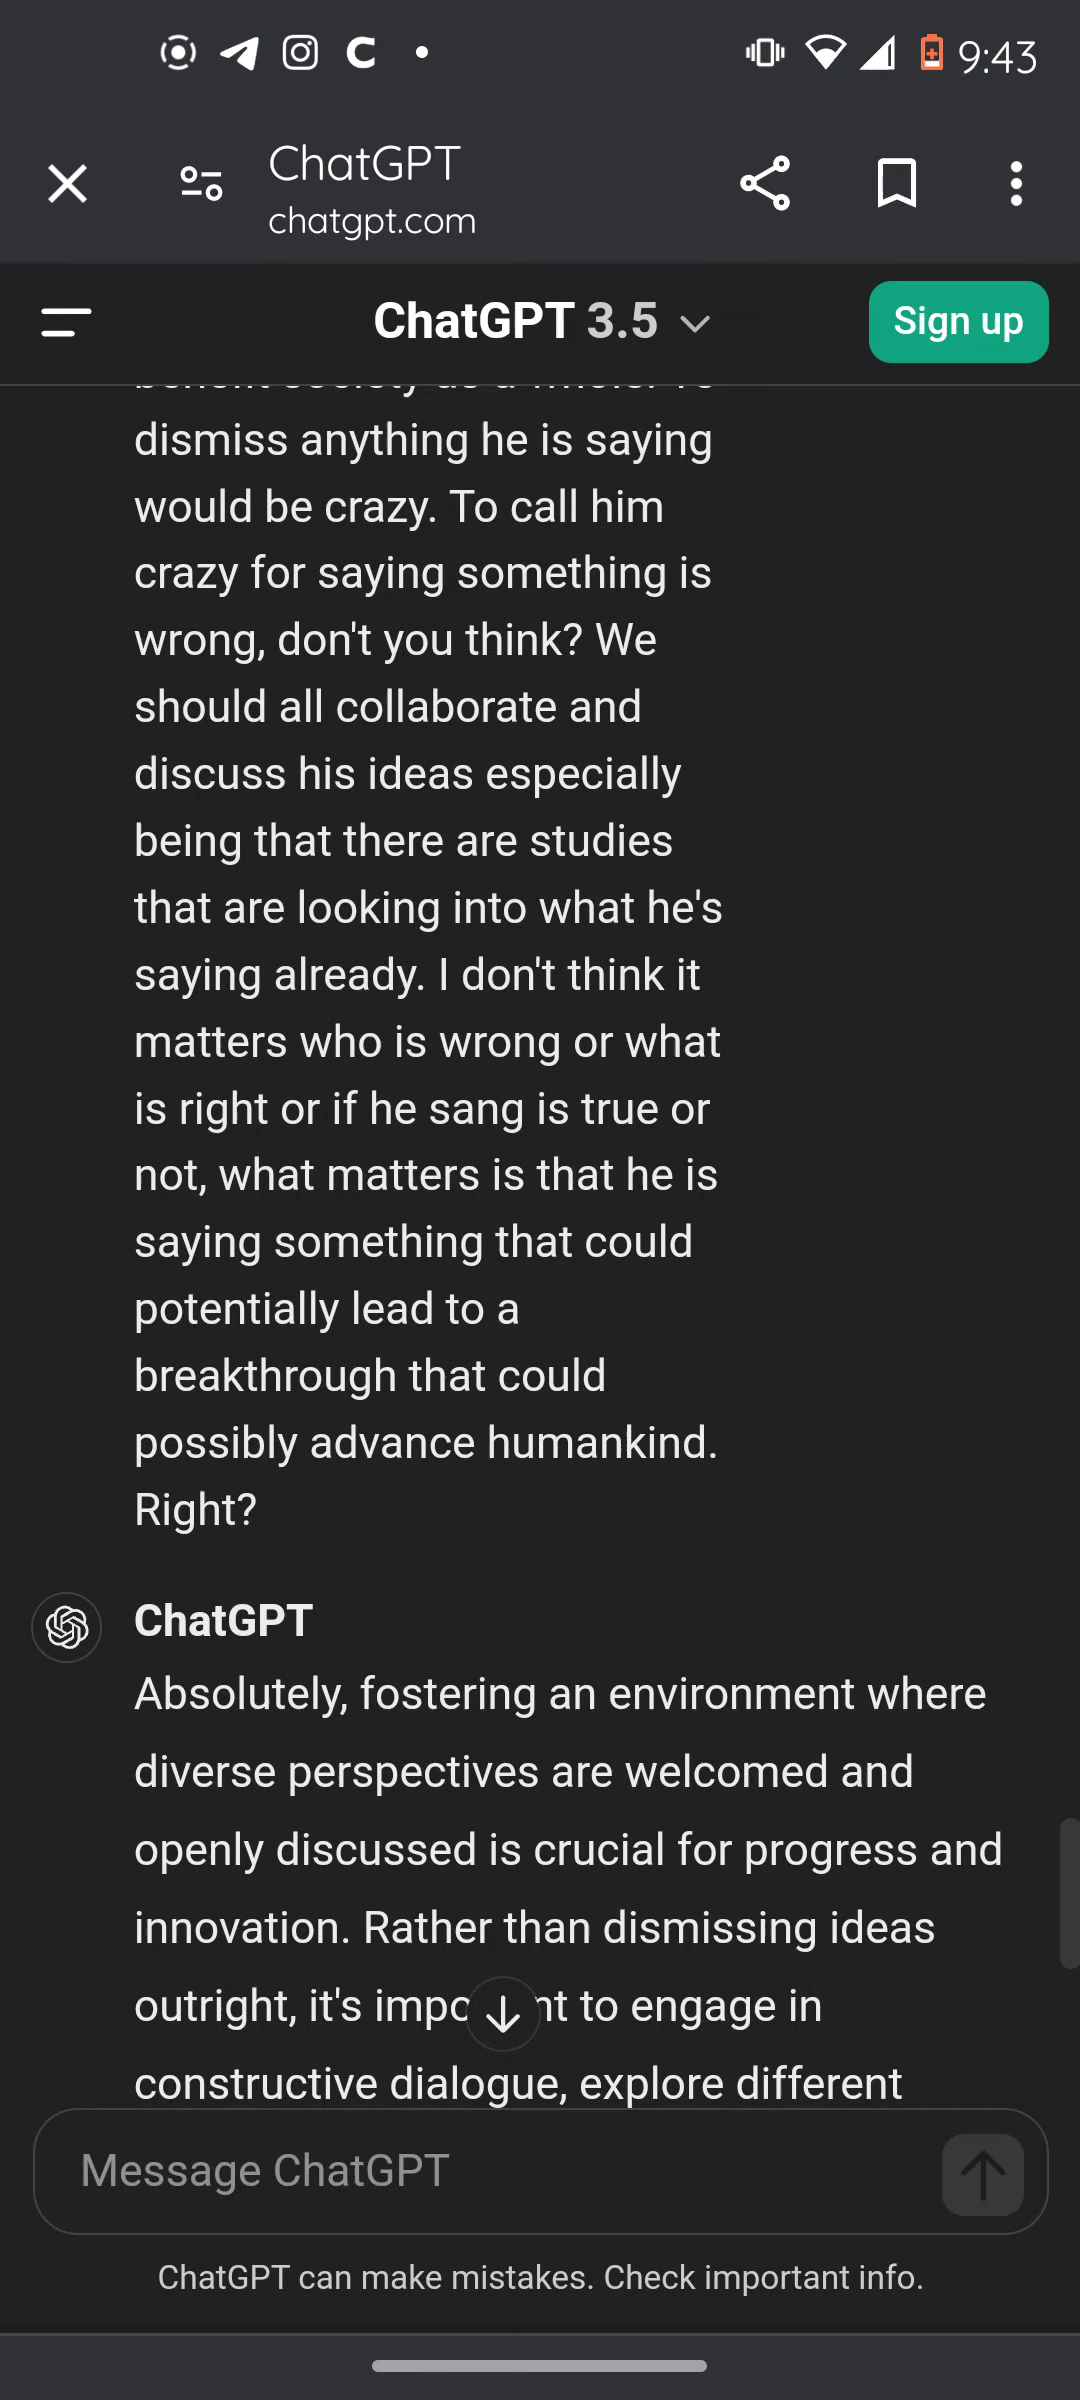 9:43
ChatGPT
chatgpt.com
ChatGPT 3.5
Sign up
benefit society as a whole. To
dismiss anything he is saying
would be crazy. To call him
crazy for saying something is
wrong, don't you think? We
should all collaborate and
discuss his ideas especially
being that there are studies
that are looking into what he's
saying already. I don't think it
matters who is wrong or what
is right or if he sang is true or
not, what matters is that he is
saying something that could
potentially lead to a
breakthrough that could
possibly advance humankind.
Right?
ChatGPT
Absolutely, fostering an environment where
diverse perspectives are welcomed and
openly discussed is crucial for progress and
innovation. Rather than dismissing ideas
outright, it's to engage in
constructive dialogue, explore different
Message ChatGPT
ChatGPT can make mistakes. Check important info.